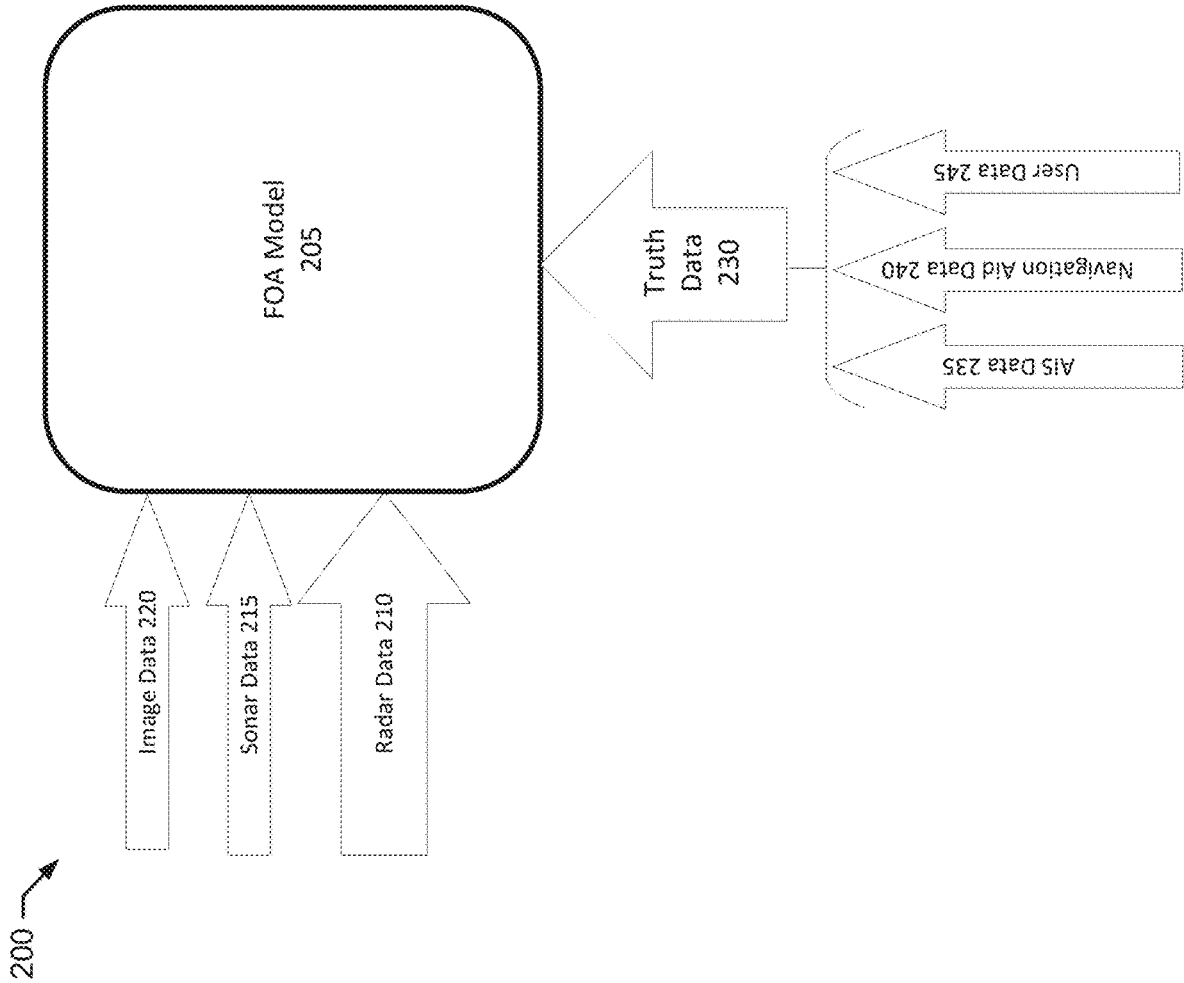 200
FOA Model
205
Image Data 220
Sonar Data 215
Radar Data 210
Truth
Data
230
AIS Data 235
Navigation Aid Data 240
User Data 245